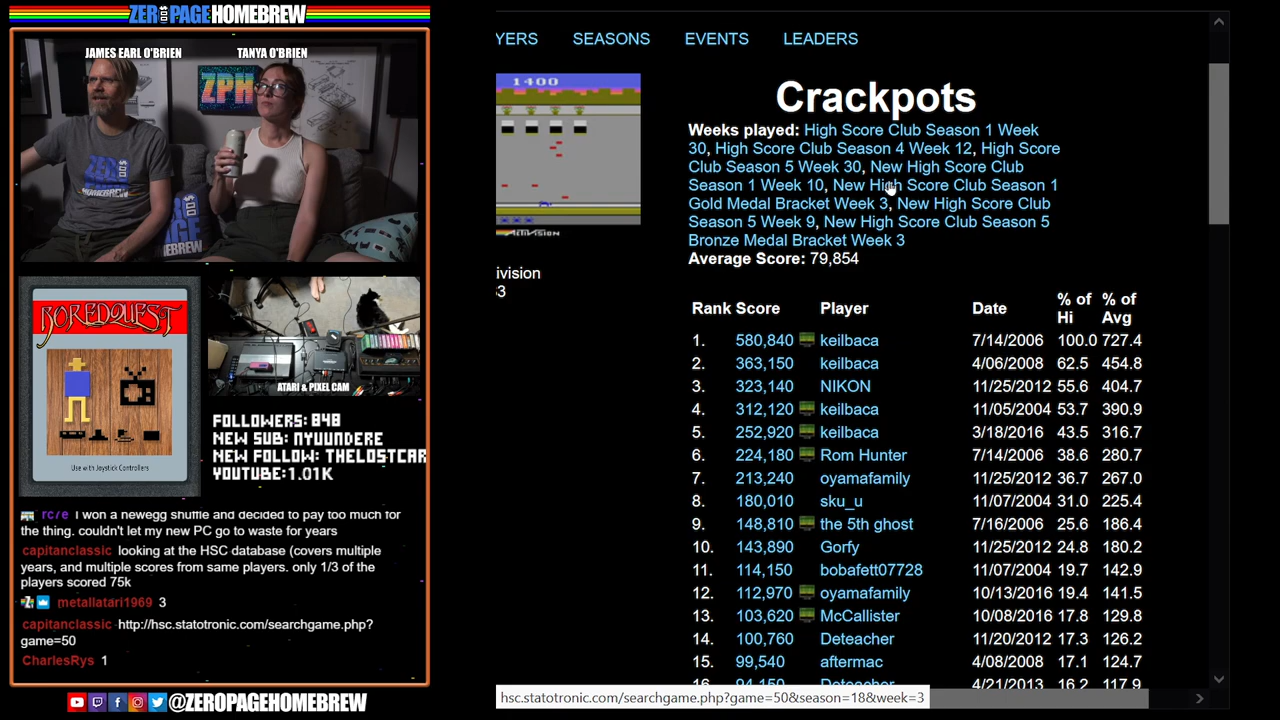 ZEROPAGE HOMEBREW
JAMES EARL O'BRIEN
TANYA O'BRIEN
ZPH
HOMEBREW
BOREDQUEST
Use with Joystick Controllers
ATARI & PIXEL CAM
FOLLOWERS: 848
NEW SUB: NYUUNDERE
NEW FOLLOW: THELOSTCAR
YOUTUBE:1.01K
rc7e I won a newegg shuffle and decided to pay too much for
the thing. couldn't let my new PC go to waste for years
capitanclassic looking at the HSC database (covers multiple
years, and multiple scores from same players. only 1/3 of the
players scored 75k
metallatari1969 3
capitanclassic http://hsc.statotronic.com/searchgame.php?
game=50
CharlesRys 1
@ZEROPAGEHOMEBREW
YERS SEASONS EVENTS LEADERS
1400
ACTIVISION
ivision
3
Crackpots
Weeks played: High Score Club Season 1 Week
30, High Score Club Season 4 Week 12, High Score
Club Season 5 Week 30, New High Score Club
Season 1 Week 10, New High Score Club Season 1
Gold Medal Bracket Week 3, New High Score Club
Season 5 Week 9, New High Score Club Season 5
Bronze Medal Bracket Week 3
Average Score: 79,854
Rank Score Player Date % of Hi % of Avg
1. 580,840 keilbaca 7/14/2006 100.0 727.4
2. 363,150 keilbaca 4/06/2008 62.5 454.8
3. 323,140 NIKON 11/25/2012 55.6 404.7
4. 312,120 keilbaca 11/05/2004 53.7 390.9
5. 252,920 keilbaca 3/18/2016 43.5 316.7
6. 224,180 Rom Hunter 7/14/2006 38.6 280.7
7. 213,240 oyamafamily 11/25/2012 36.7 267.0
8. 180,010 sku_u 11/07/2004 31.0 225.4
9. 148,810 the 5th ghost 7/16/2006 25.6 186.4
10. 143,890 Gorfy 11/25/2012 24.8 180.2
11. 114,150 bobafett07728 11/07/2004 19.7 142.9
12. 112,970 oyamafamily 10/13/2016 19.4 141.5
13. 103,620 McCallister 10/08/2016 17.8 129.8
14. 100,760 Deteacher 11/20/2012 17.3 126.2
15. 99,540 aftermac 4/08/2008 17.1 124.7
16. 94,150 Deteacher 4/21/2013 16.2 117.9
hsc.statotronic.com/searchgame.php?game=50&season=18&week=3